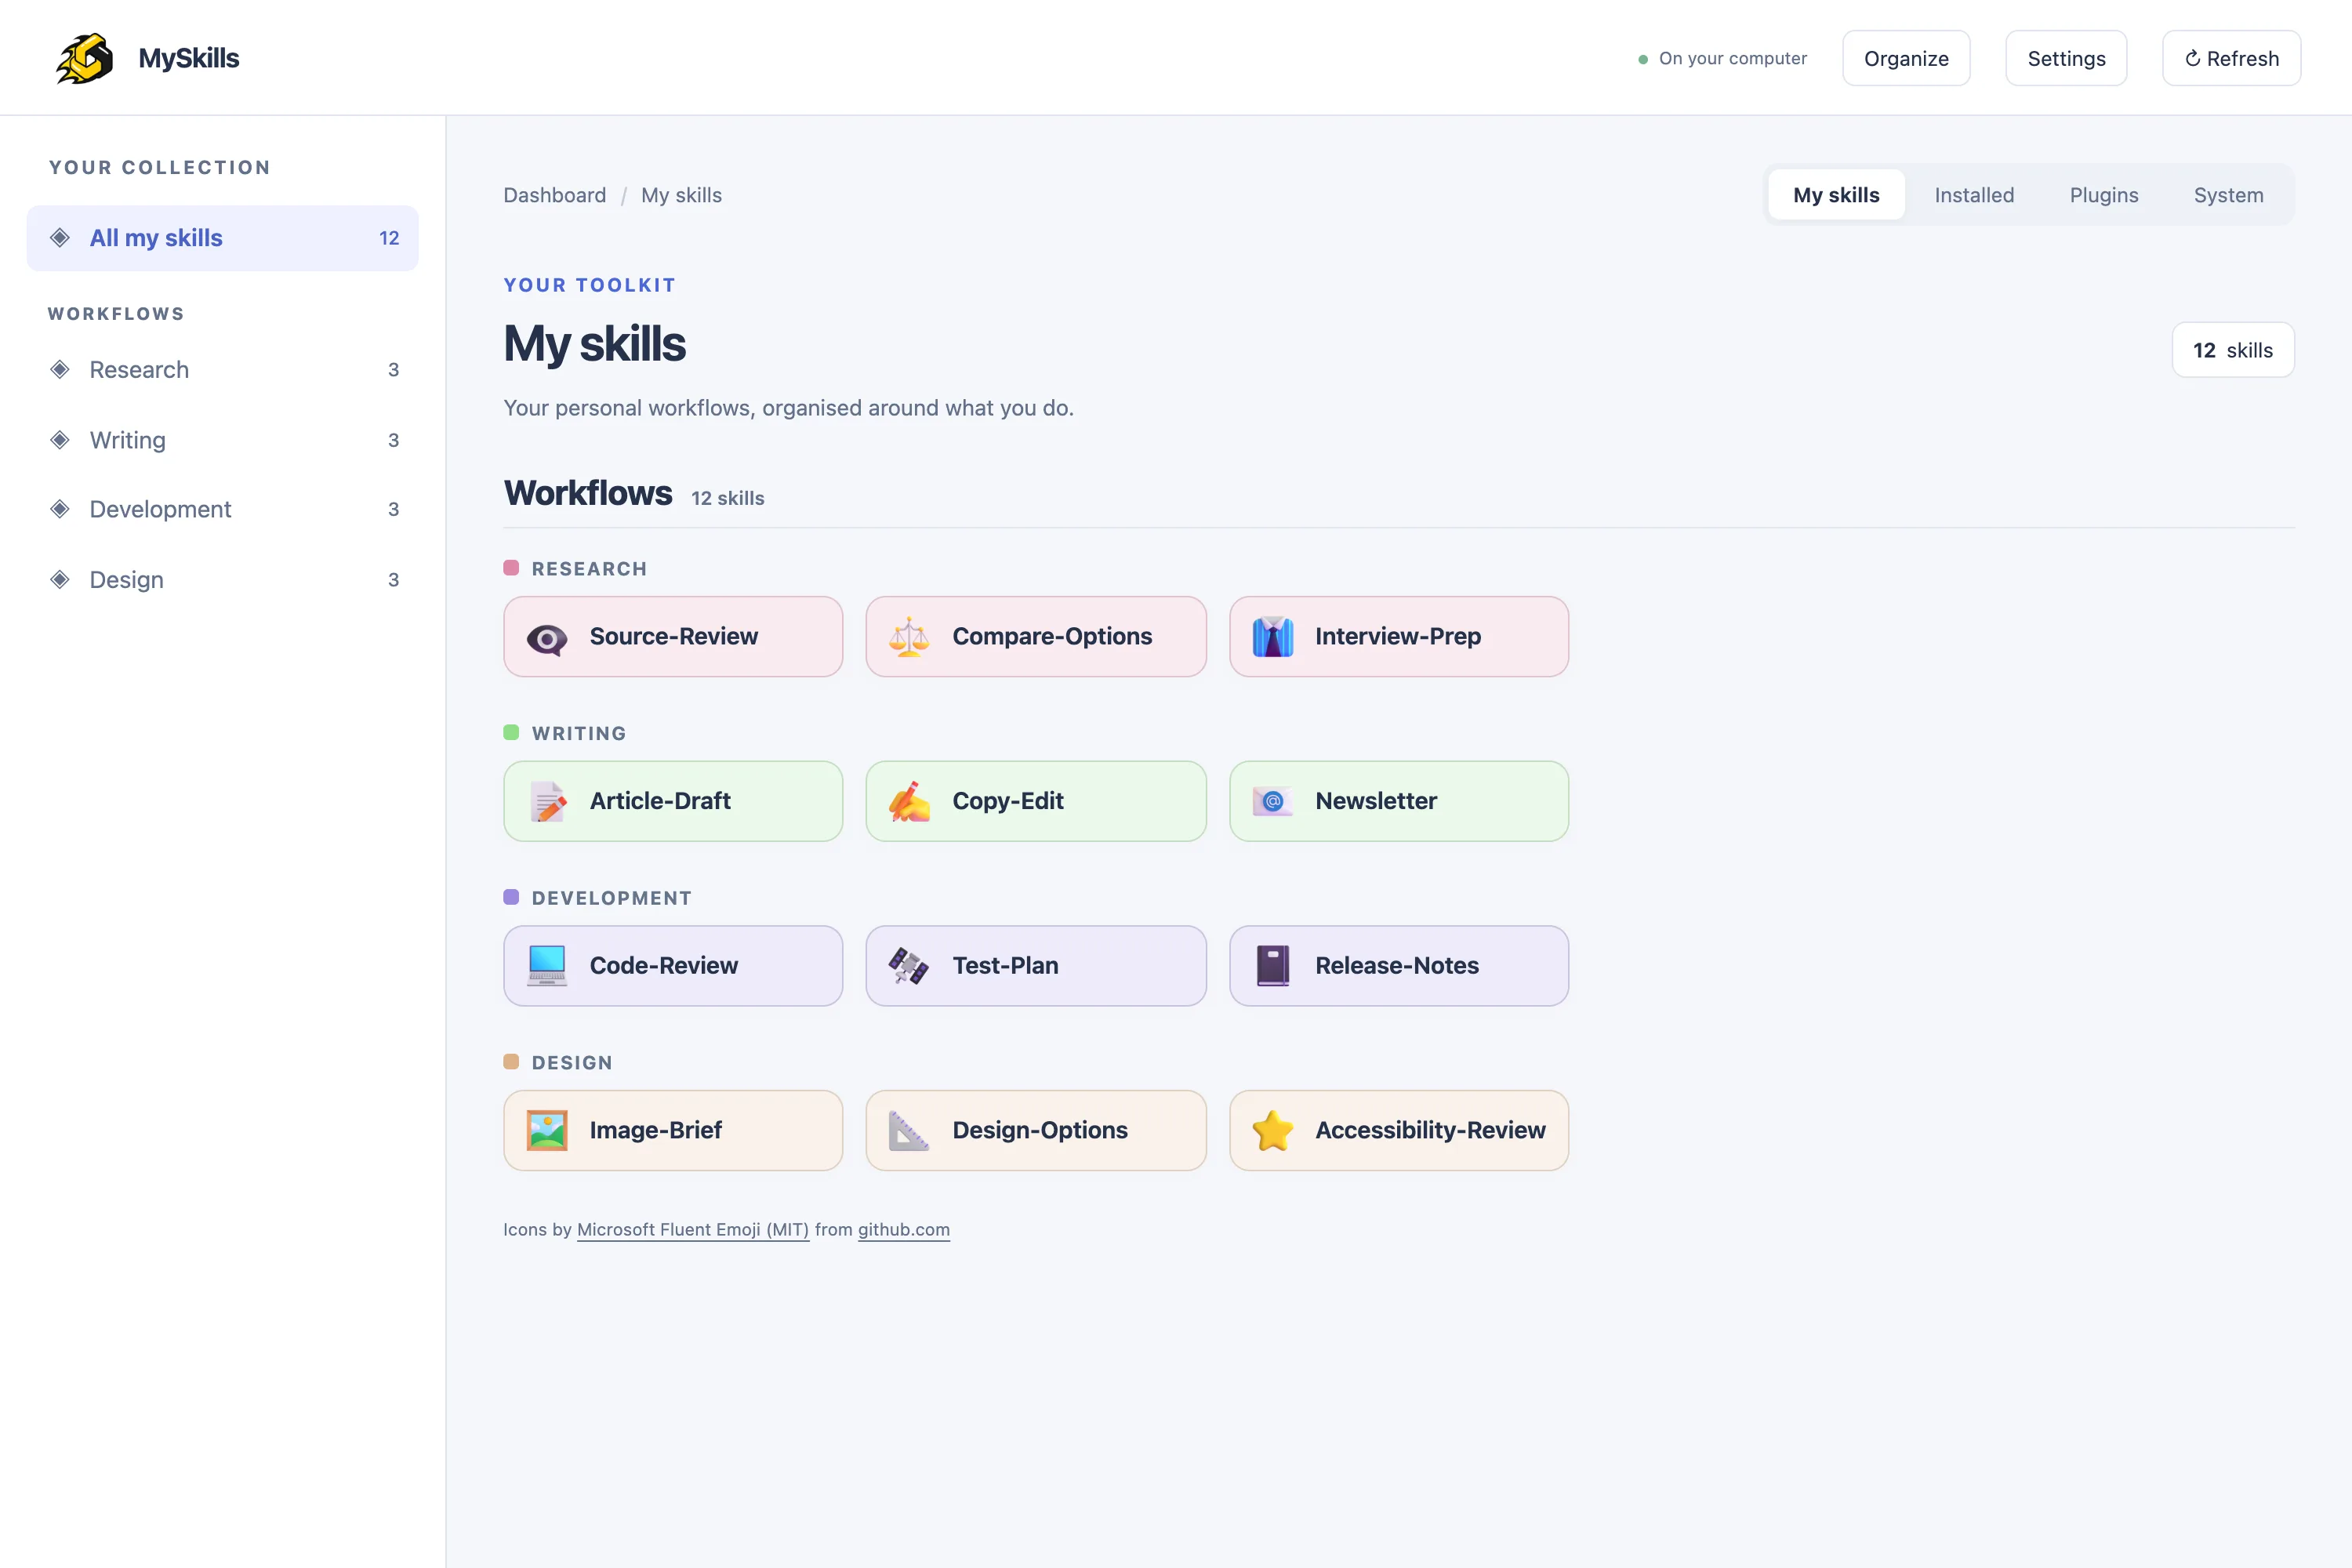 MySkills
On your computer
Organize
Settings
↻ Refresh
YOUR COLLECTION
All my skills 12
WORKFLOWS
Research 3
Writing 3
Development 3
Design 3
Dashboard / My skills
My skills
Installed
Plugins
System
YOUR TOOLKIT
My skills
12 skills
Your personal workflows, organised around what you do.
Workflows 12 skills
RESEARCH
Source-Review
Compare-Options
Interview-Prep
WRITING
Article-Draft
Copy-Edit
Newsletter
DEVELOPMENT
Code-Review
Test-Plan
Release-Notes
DESIGN
Image-Brief
Design-Options
Accessibility-Review
Icons by Microsoft Fluent Emoji (MIT) from github.com